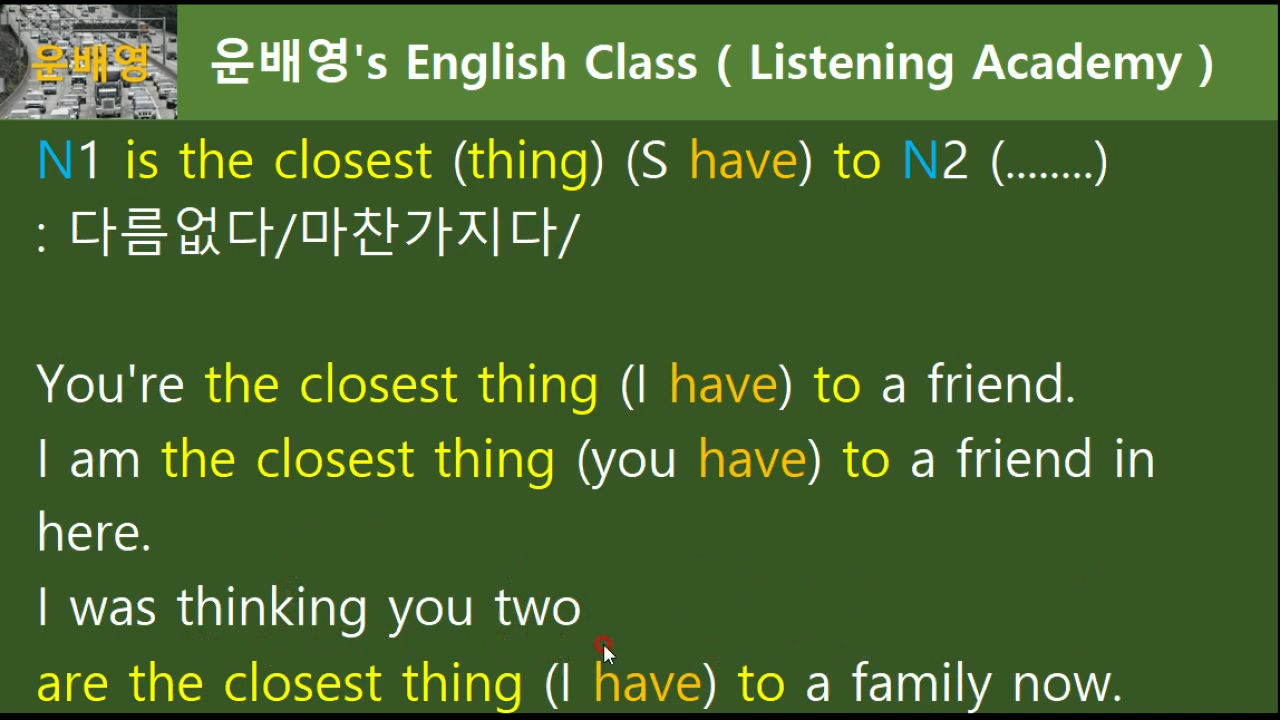 운배영
운배영's English Class ( Listening Academy )
N1 is the closest (thing) (S have) to N2 (........)
: 다름없다/마찬가지다/
You're the closest thing (I have) to a friend.
I am the closest thing (you have) to a friend in
here.
I was thinking you two
are the closest thing (I have) to a family now.